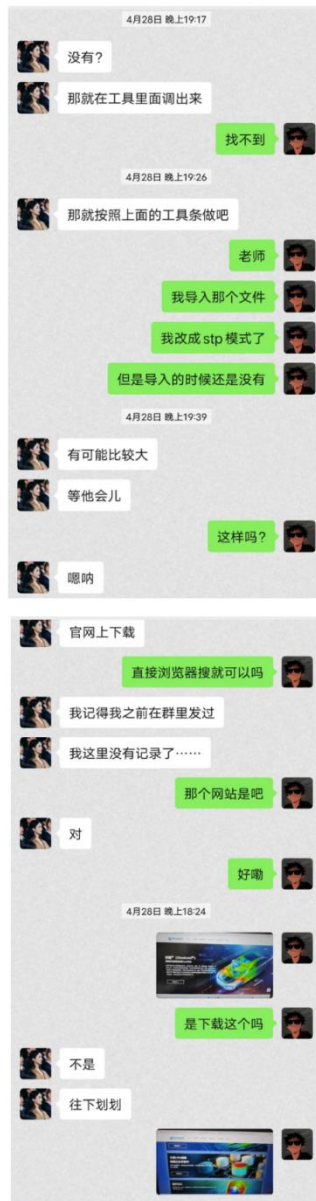 4月28日 晚上19:17
没有?
那就在工具里面调出来
找不到
4月28日 晚上19:26
那就按照上面的工具条做吧
老师
我导入那个文件
我改成 stp 模式了
但是导入的时候还是没有
4月28日 晚上19:39
有可能比较大
等他会儿
这样吗?
嗯呐
官网上下载
直接浏览器搜就可以吗
我记得我之前在群里发过
我这里没有记录了……
那个网站是吧
对
好嘞
4月28日 晚上18:24
是下载这个吗
不是
往下划划